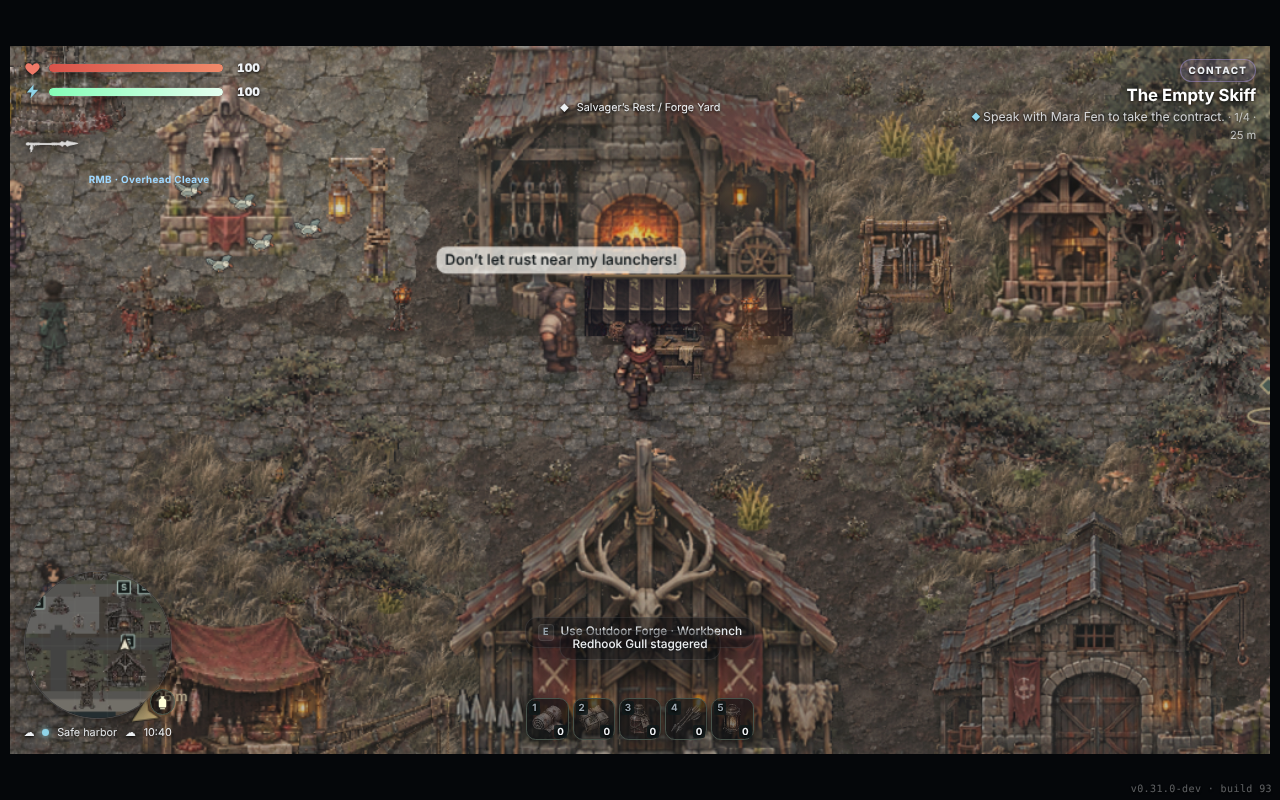 100
100
CONTACT
The Empty Skiff
Speak with Mara Fen to take the contract. · 1/4 ·
25 m
Salvager's Rest / Forge Yard
RMB · Overhead Cleave
Don't let rust near my launchers!
S
E Use Outdoor Forge · Workbench
Redhook Gull staggered
1 0 2 0 3 0 4 0 5 0
Safe harbor 10:40
v0.31.0-dev · build 93